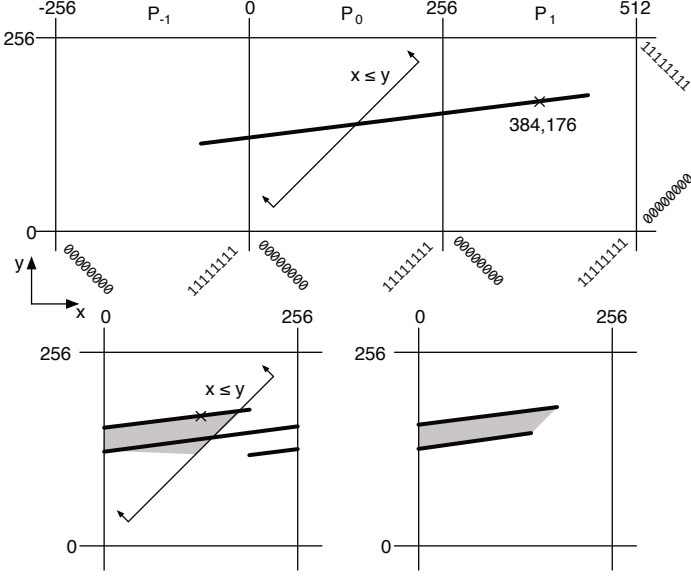 -256 P-1 0 P0 256 P1 512
256
11111111
x ≤ y
384,176
00000000
0
00000000 11111111 00000000 11111111 00000000 11111111
y
x
0 256 0 256
256 256
x ≤ y
0 0